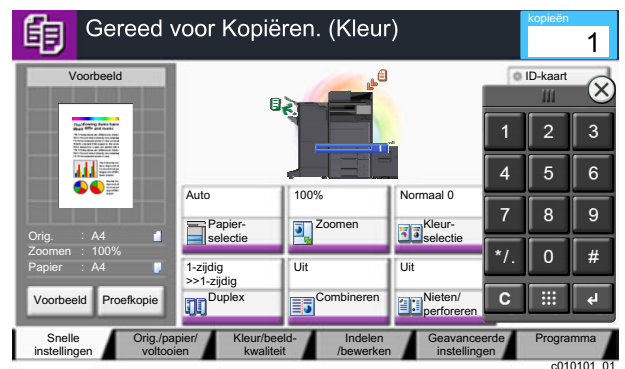 Gereed voor Kopiëren. (Kleur)
kopieën
1
Voorbeeld
Orig. : A4
Zoomen : 100%
Papier : A4
Voorbeeld
Proefkopie
ID-kaart
Auto
Papier-
selectie
100%
Zoomen
Normaal 0
Kleur-
selectie
1-zijdig
>>1-zijdig
Duplex
Uit
Combineren
Uit
Nieten/
perforeren
1 2 3
4 5 6
7 8 9
*/. 0 #
C
Snelle
instellingen
Orig./papier/
voltooien
Kleur/beeld-
kwaliteit
Indelen
/bewerken
Geavanceerde
instellingen
Programma
c010101_01